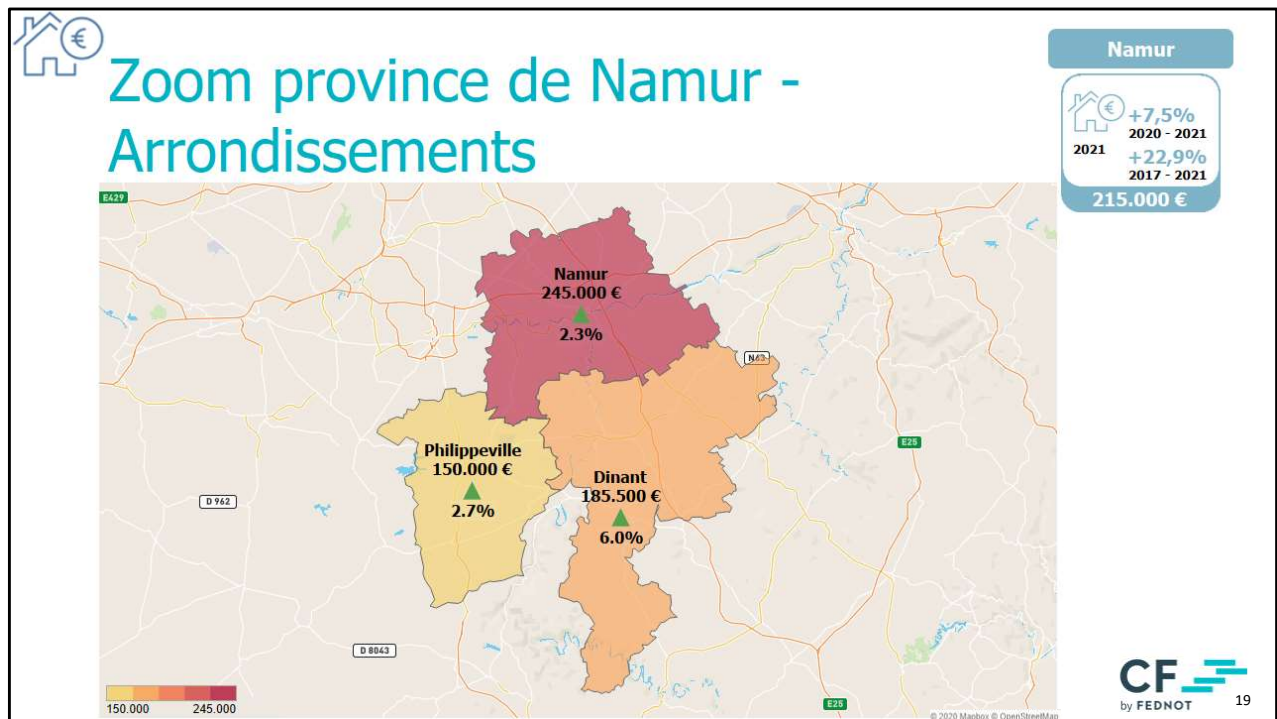 Zoom province de Namur -
Arrondissements
Namur
€
+7,5%
2020 - 2021
2021
+22,9%
2017 - 2021
215.000 €
€
E429
Namur
245.000 €
2.3%
N63
Philippeville
150.000 €
2.7%
Dinant
185.500 €
6.0%
E25
D 962
D 8043
E25
150.000
245.000
© 2020 Mapbox © OpenStreetMap
CF
by FEDNOT
19